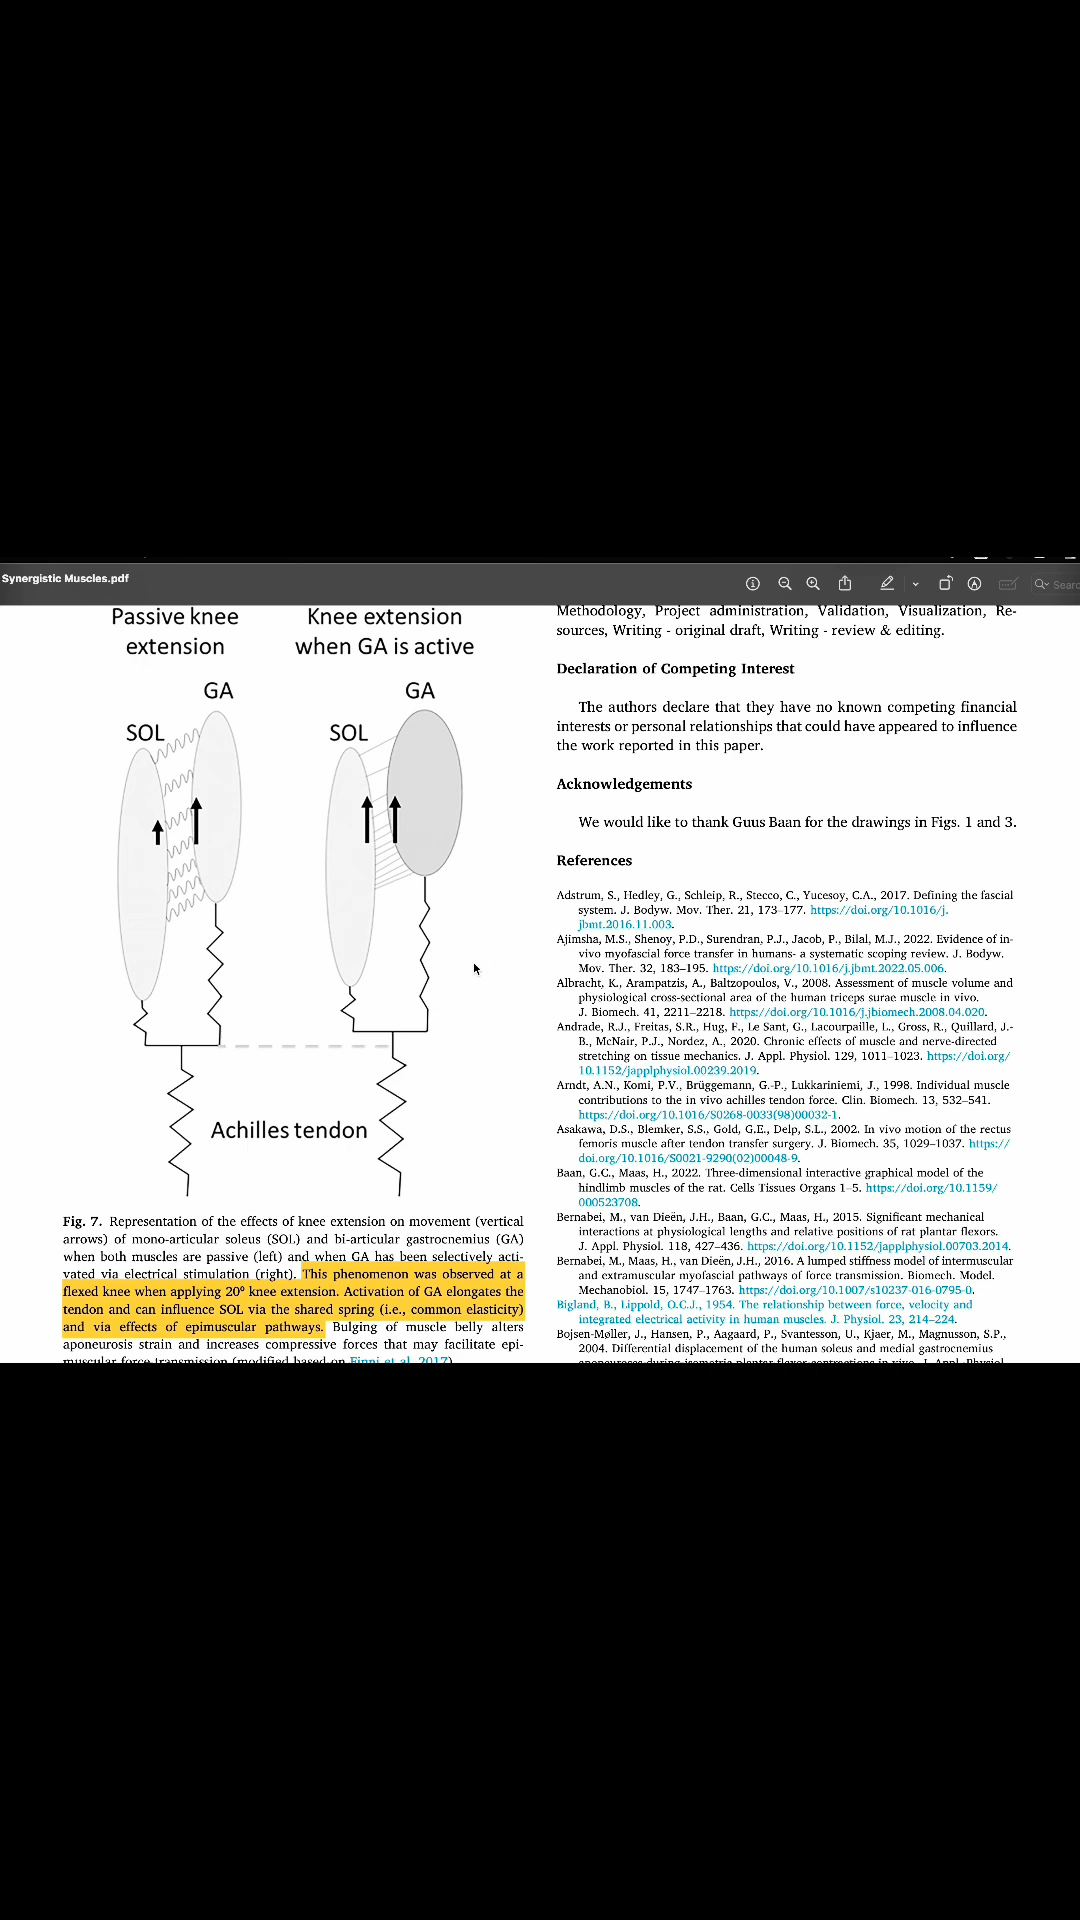 Synergistic Muscles.pdf
Searc
Passive knee
extension
Knee extension
when GA is active
GA
SOL
GA
SOL
Achilles tendon
Fig. 7. Representation of the effects of knee extension on movement (vertical
arrows) of mono-articular soleus (SOL) and bi-articular gastrocnemius (GA)
when both muscles are passive (left) and when GA has been selectively acti-
vated via electrical stimulation (right). This phenomenon was observed at a
flexed knee when applying 20° knee extension. Activation of GA elongates the
tendon and can influence SOL via the shared spring (i.e., common elasticity)
and via effects of epimuscular pathways. Bulging of muscle belly alters
aponeurosis strain and increases compressive forces that may facilitate epi-
muscular force transmission (modified based on Finni et al. 2017).
Methodology, Project administration, Validation, Visualization, Re-
sources, Writing - original draft, Writing - review & editing.
Declaration of Competing Interest
The authors declare that they have no known competing financial
interests or personal relationships that could have appeared to influence
the work reported in this paper.
Acknowledgements
We would like to thank Guus Baan for the drawings in Figs. 1 and 3.
References
Adstrum, S., Hedley, G., Schleip, R., Stecco, C., Yucesoy, C.A., 2017. Defining the fascial
system. J. Bodyw. Mov. Ther. 21, 173–177. https://doi.org/10.1016/j.
jbmt.2016.11.003.
Ajimsha, M.S., Shenoy, P.D., Surendran, P.J., Jacob, P., Bilal, M.J., 2022. Evidence of in-
vivo myofascial force transfer in humans- a systematic scoping review. J. Bodyw.
Mov. Ther. 32, 183–195. https://doi.org/10.1016/j.jbmt.2022.05.006.
Albracht, K., Arampatzis, A., Baltzopoulos, V., 2008. Assessment of muscle volume and
physiological cross-sectional area of the human triceps surae muscle in vivo.
J. Biomech. 41, 2211–2218. https://doi.org/10.1016/j.jbiomech.2008.04.020.
Andrade, R.J., Freitas, S.R., Hug, F., Le Sant, G., Lacourpaille, L., Gross, R., Quillard, J.-
B., McNair, P.J., Nordez, A., 2020. Chronic effects of muscle and nerve-directed
stretching on tissue mechanics. J. Appl. Physiol. 129, 1011–1023. https://doi.org/
10.1152/japplphysiol.00239.2019.
Arndt, A.N., Komi, P.V., Brüggemann, G.-P., Lukkariniemi, J., 1998. Individual muscle
contributions to the in vivo achilles tendon force. Clin. Biomech. 13, 532–541.
https://doi.org/10.1016/S0268-0033(98)00032-1.
Asakawa, D.S., Blemker, S.S., Gold, G.E., Delp, S.L., 2002. In vivo motion of the rectus
femoris muscle after tendon transfer surgery. J. Biomech. 35, 1029–1037. https://
doi.org/10.1016/S0021-9290(02)00048-9.
Baan, G.C., Maas, H., 2022. Three-dimensional interactive graphical model of the
hindlimb muscles of the rat. Cells Tissues Organs 1–5. https://doi.org/10.1159/
000523708.
Bernabei, M., van Dieën, J.H., Baan, G.C., Maas, H., 2015. Significant mechanical
interactions at physiological lengths and relative positions of rat plantar flexors.
J. Appl. Physiol. 118, 427–436. https://doi.org/10.1152/japplphysiol.00703.2014.
Bernabei, M., Maas, H., van Dieën, J.H., 2016. A lumped stiffness model of intermuscular
and extramuscular myofascial pathways of force transmission. Biomech. Model.
Mechanobiol. 15, 1747–1763. https://doi.org/10.1007/s10237-016-0795-0.
Bigland, B., Lippold, O.C.J., 1954. The relationship between force, velocity and
integrated electrical activity in human muscles. J. Physiol. 23, 214–224.
Bojsen-Møller, J., Hansen, P., Aagaard, P., Svantesson, U., Kjaer, M., Magnusson, S.P.,
2004. Differential displacement of the human soleus and medial gastrocnemius
aponeuroses during isometric plantar flexor contractions in vivo. J. Appl. Physiol.